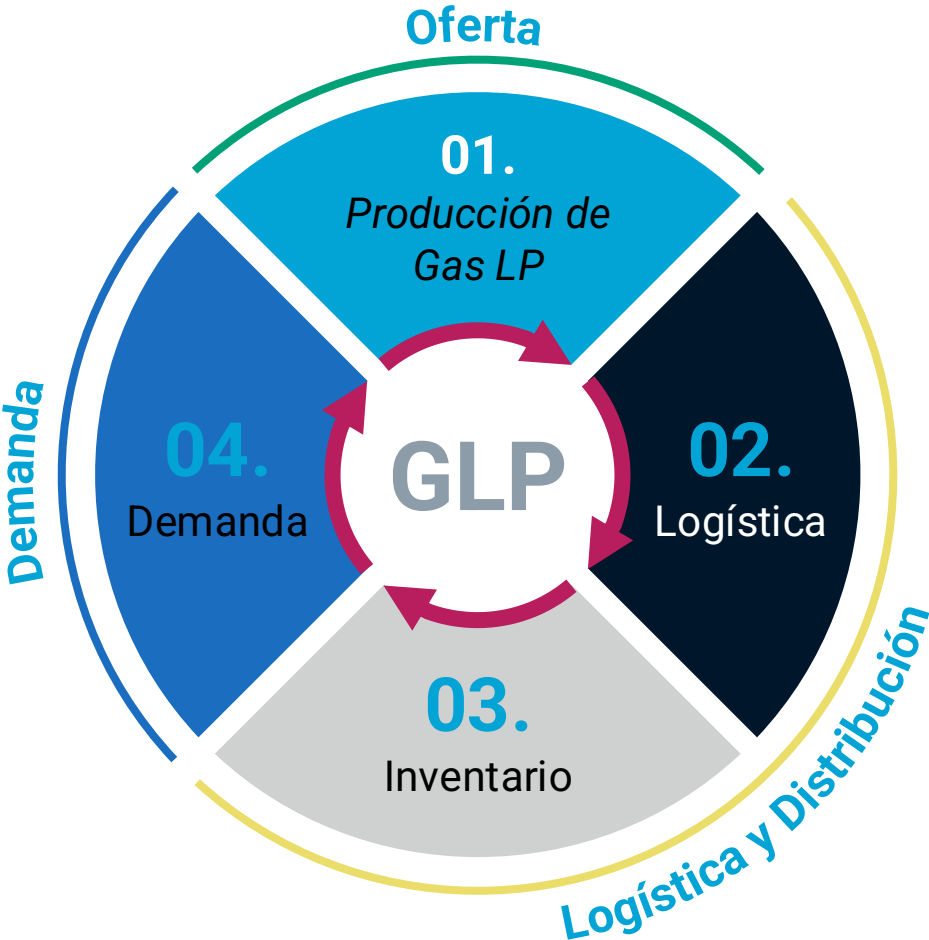 Oferta
01.
Producción de
Gas LP
02.
Logística
03.
Inventario
04.
Demanda
GLP
Demanda
Logística y Distribución